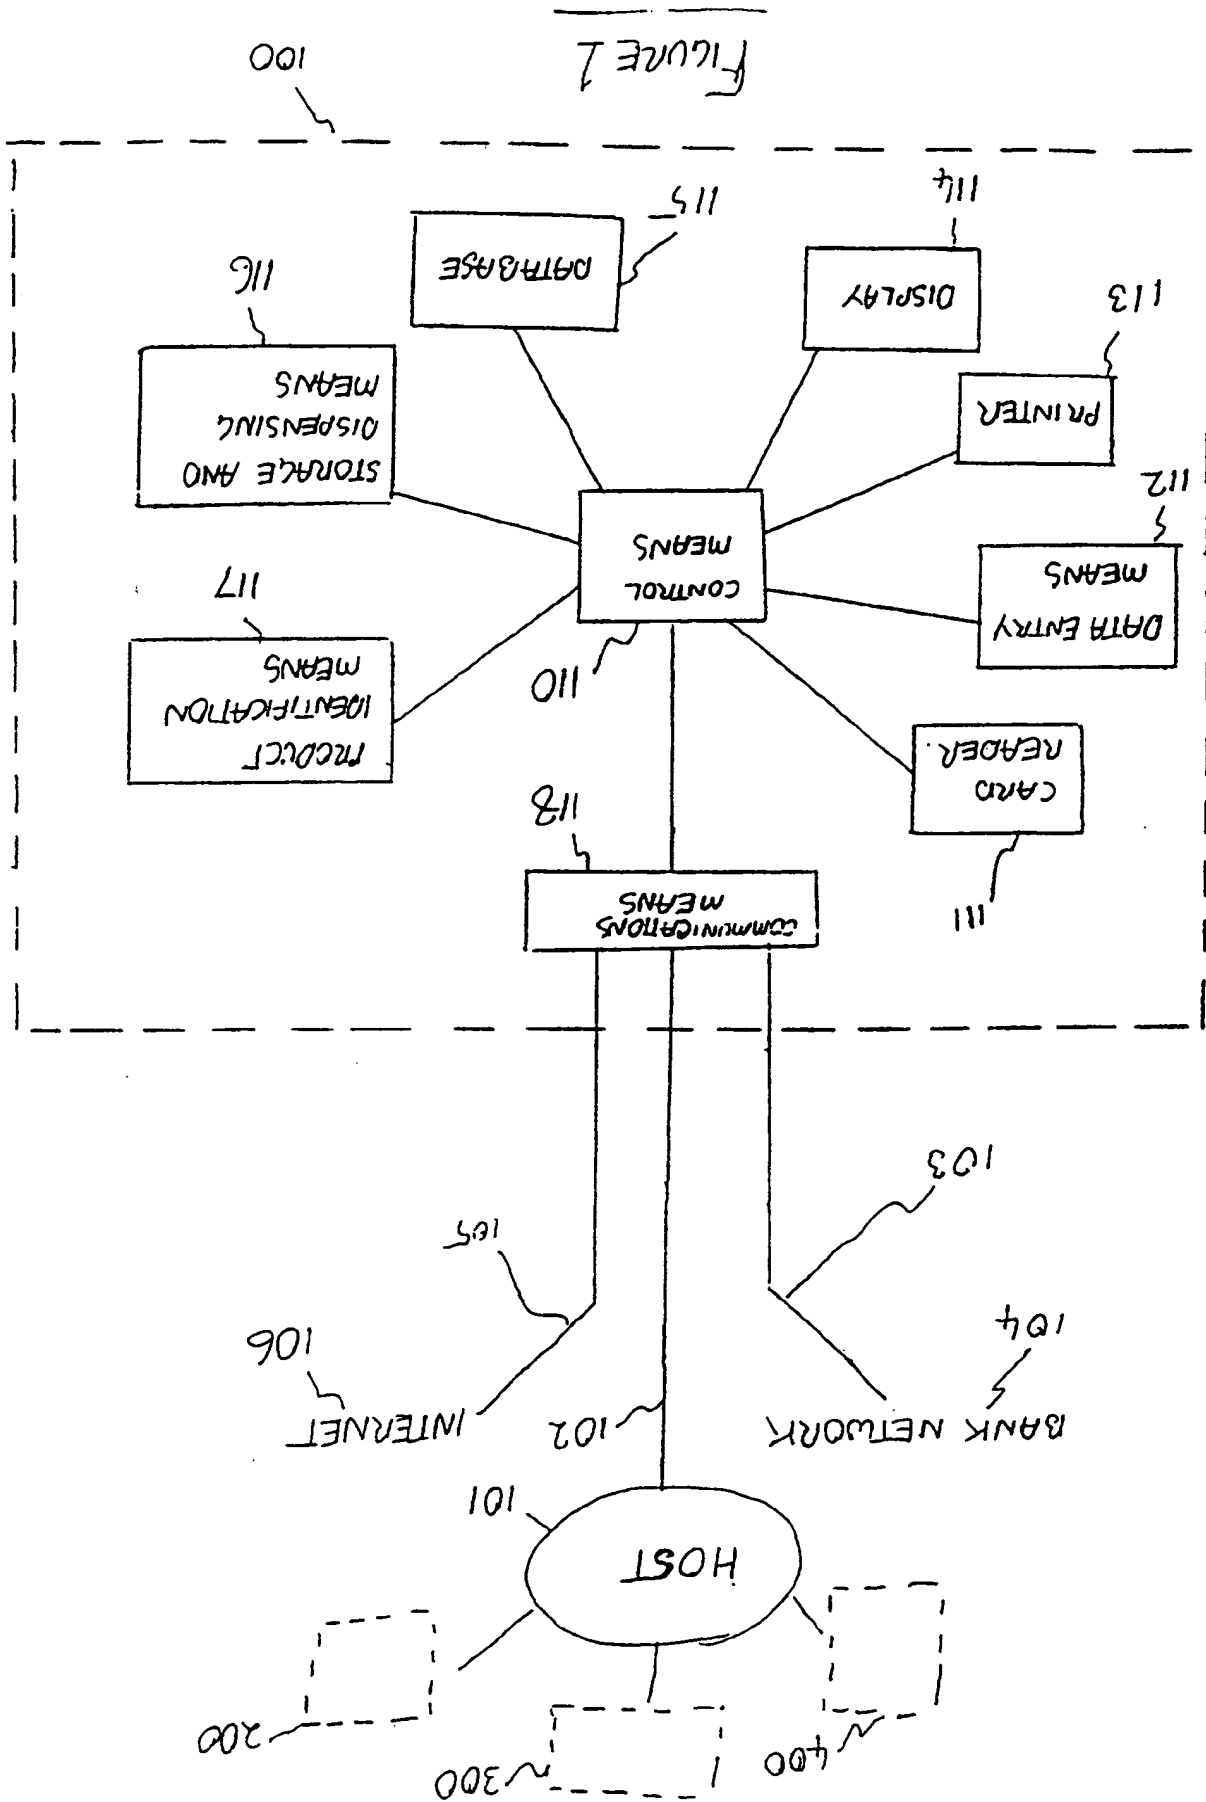 400
300
200
HOST
101
BANK NETWORK
104
102
INTERNET
106
103
105
COMMUNICATIONS
MEANS
118
111
CARD
READER
110
CONTROL
MEANS
PRODUCT
IDENTIFICATION
MEANS
117
DATA ENTRY
MEANS
112
STORAGE AND
DISPENSING
MEANS
116
PRINTER
113
DISPLAY
114
DATABASE
115
100
FIGURE 1